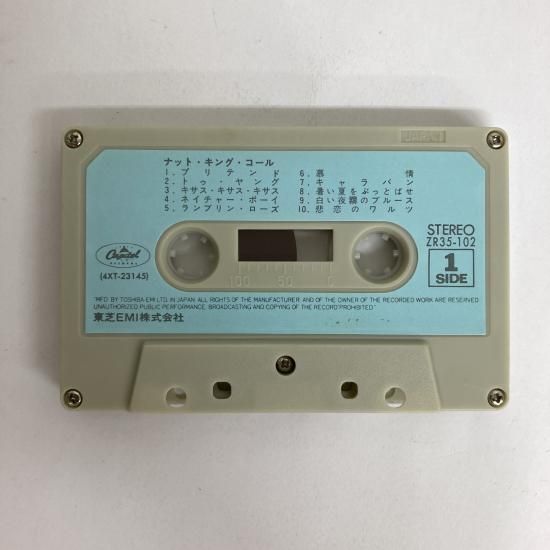 JAPAN
ナット・キング・コール
1. プリテンド
2. トゥ・ヤング
3. キサス・キサス・キサス
4. ネイチャー・ボーイ
5. ランブリン・ローズ
6. 慕情
7. キャラバン
8. 暑い夏をぶっとばせ
9. 白い夜霧のブルース
10. 悲恋のワルツ
Capitol
RECORDS
(4XT-23145)
STEREO
ZR35-102
1
SIDE
100 50 0
"MFD BY TOSHIBA EMI LTD. IN JAPAN. ALL RIGHTS OF THE MANUFACTURER AND OF THE OWNER OF THE RECORDED WORK ARE RESERVED
UNAUTHORIZED PUBLIC PERFORMANCE, BROADCASTING AND COPYING OF THE RECORD PROHIBITED"
東芝EMI株式会社